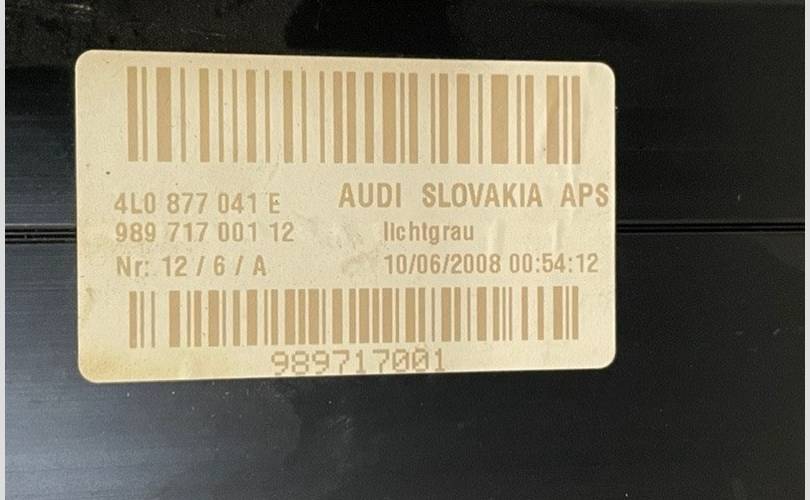 4L0 877 041 E AUDI SLOVAKIA APS
989 717 001 12 lichtgrau
Nr: 12 / 6 / A 10/06/2008 00:54:12
989717001